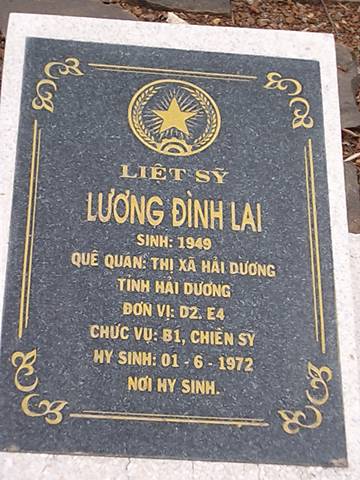 LIỆT SỸ
LƯƠNG ĐÌNH LAI
SINH: 1949
QUÊ QUÁN: THỊ XÃ HẢI DƯƠNG
TỈNH HẢI DƯƠNG
ĐƠN VỊ: D2. E4
CHỨC VỤ: B1, CHIẾN SỸ
HY SINH: 01 - 6 - 1972
NƠI HY SINH.